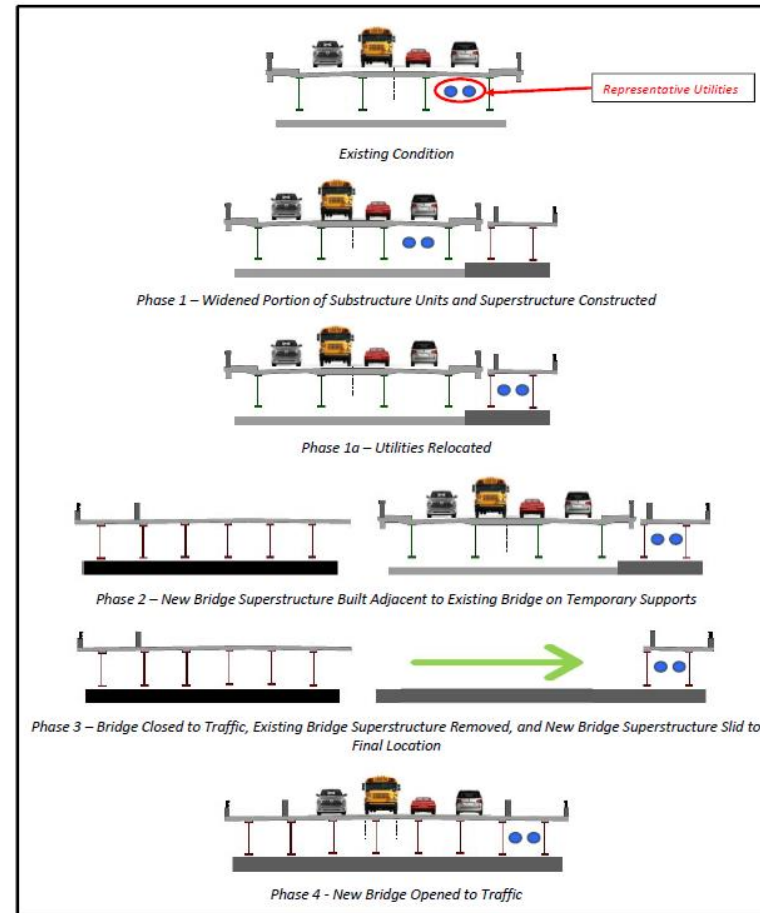 Representative Utilities
Existing Condition
Phase 1 – Widened Portion of Substructure Units and Superstructure Constructed
Phase 1a – Utilities Relocated
Phase 2 – New Bridge Superstructure Built Adjacent to Existing Bridge on Temporary Supports
Phase 3 – Bridge Closed to Traffic, Existing Bridge Superstructure Removed, and New Bridge Superstructure Slid to
Final Location
Phase 4 - New Bridge Opened to Traffic